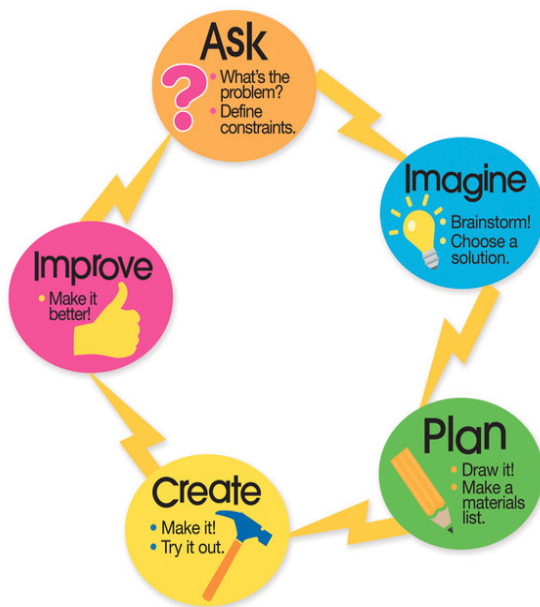 Ask
• What's the
problem?
• Define
constraints.
Imagine
• Brainstorm!
• Choose a
solution.
Plan
• Draw it!
• Make a
materials
list.
Create
• Make it!
• Try it out.
Improve
• Make it
better!